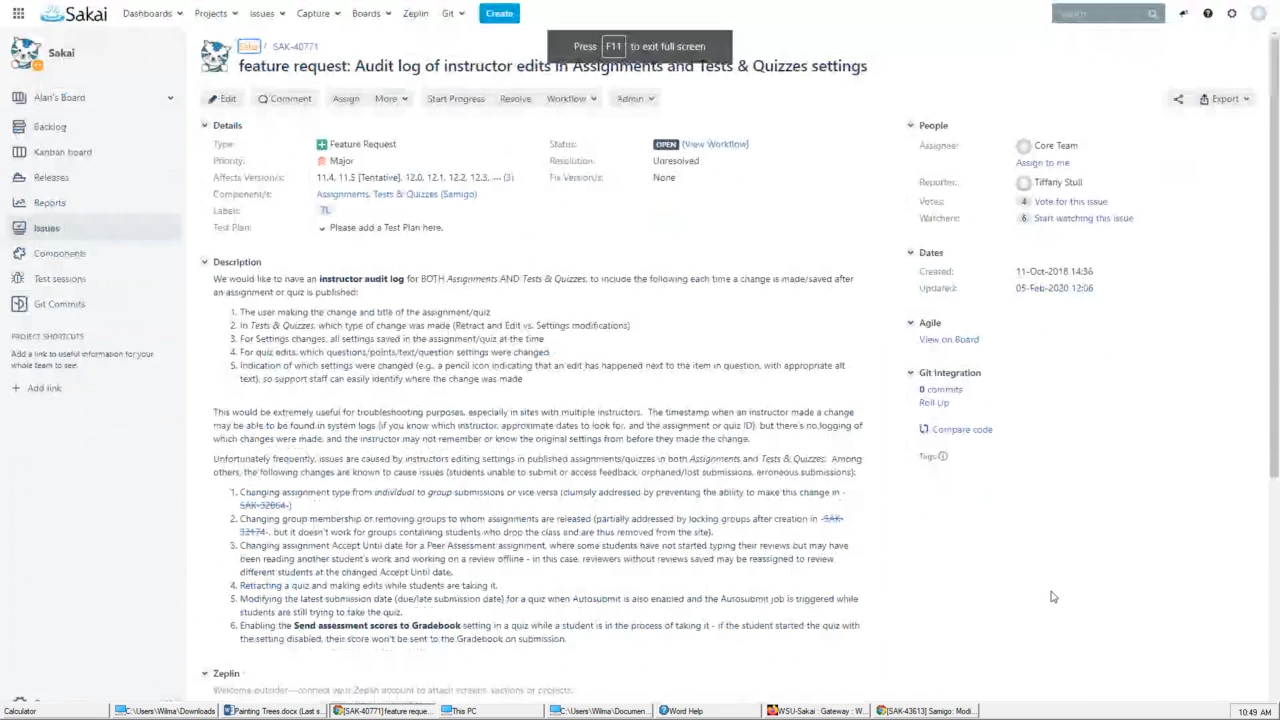 Sakai
Dashboards
Projects
Issues
Capture
Boards
Zeplin
Git
Create
Search
Sakai
Alan's Board
Backlog
Kanban board
Releases
Reports
Issues
Components
Test sessions
Git Commits
PROJECT SHORTCUTS
Add a link to useful information for your
whole team to see.
+ Add link
Sakai / SAK-40771
Press F11 to exit full screen
feature request: Audit log of instructor edits in Assignments and Tests & Quizzes settings
Edit
Comment
Assign
More
Start Progress
Resolve
Workflow
Admin
Export
Details
Type: Feature Request
Status: OPEN (View Workflow)
Priority: Major
Resolution: Unresolved
Affects Version/s: 11.4, 11.5 [Tentative], 12.0, 12.1, 12.2, 12.3, ... (3)
Fix Version/s: None
Component/s: Assignments, Tests & Quizzes (Samigo)
Labels: TL
Test Plan: Please add a Test Plan here.
Description
We would like to have an instructor audit log for BOTH Assignments AND Tests & Quizzes, to include the following each time a change is made/saved after
an assignment or quiz is published:
1. The user making the change and title of the assignment/quiz
2. In Tests & Quizzes, which type of change was made (Retract and Edit vs. Settings modifications)
3. For Settings changes, all settings saved in the assignment/quiz at the time
4. For quiz edits, which questions/points/text/question settings were changed
5. Indication of which settings were changed (e.g., a pencil icon indicating that an edit has happened next to the item in question, with appropriate alt
text), so support staff can easily identify where the change was made
This would be extremely useful for troubleshooting purposes, especially in sites with multiple instructors. The timestamp when an instructor made a change
may be able to be found in system logs (if you know which instructor, approximate dates to look for, and the assignment or quiz ID), but there's no logging of
which changes were made, and the instructor may not remember or know the original settings from before they made the change.
Unfortunately frequently, issues are caused by instructors editing settings in published assignments/quizzes in both Assignments and Tests & Quizzes. Among
others, the following changes are known to cause issues (students unable to submit or access feedback, orphaned/lost submissions, erroneous submissions):
1. Changing assignment type from individual to group submissions or vice versa (clumsily addressed by preventing the ability to make this change in -
SAK-32864-)
2. Changing group membership or removing groups to whom assignments are released (partially addressed by locking groups after creation in -SAK-
32174-, but it doesn't work for groups containing students who drop the class and are thus removed from the site).
3. Changing assignment Accept Until date for a Peer Assessment assignment, where some students have not started typing their reviews but may have
been reading another student's work and working on a review offline - in this case, reviewers without reviews saved may be reassigned to review
different students at the changed Accept Until date.
4. Retracting a quiz and making edits while students are taking it.
5. Modifying the latest submission date (due/late submission date) for a quiz when Autosubmit is also enabled and the Autosubmit job is triggered while
students are still trying to take the quiz.
6. Enabling the Send assessment scores to Gradebook setting in a quiz while a student is in the process of taking it - if the student started the quiz with
the setting disabled, their score won't be sent to the Gradebook on submission.
Zeplin
Welcome outsider—connect your Zeplin account to attach screens, sections or projects.
People
Assignee: Core Team
Assign to me
Reporter: Tiffany Stull
Votes: 4 Vote for this issue
Watchers: 6 Start watching this issue
Dates
Created: 11-Oct-2018 14:36
Updated: 05-Feb-2020 12:06
Agile
View on Board
Git Integration
0 commits
Roll Up
Compare code
Tags
Calculator
C:\Users\Wilma\Downloads
Painting Trees.docx (Last s...
[SAK-40771] feature reque...
This PC
C:\Users\Wilma\Documen...
Word Help
WSU-Sakai : Gateway : W...
[SAK-43613] Samigo: Modi...
10:49 AM